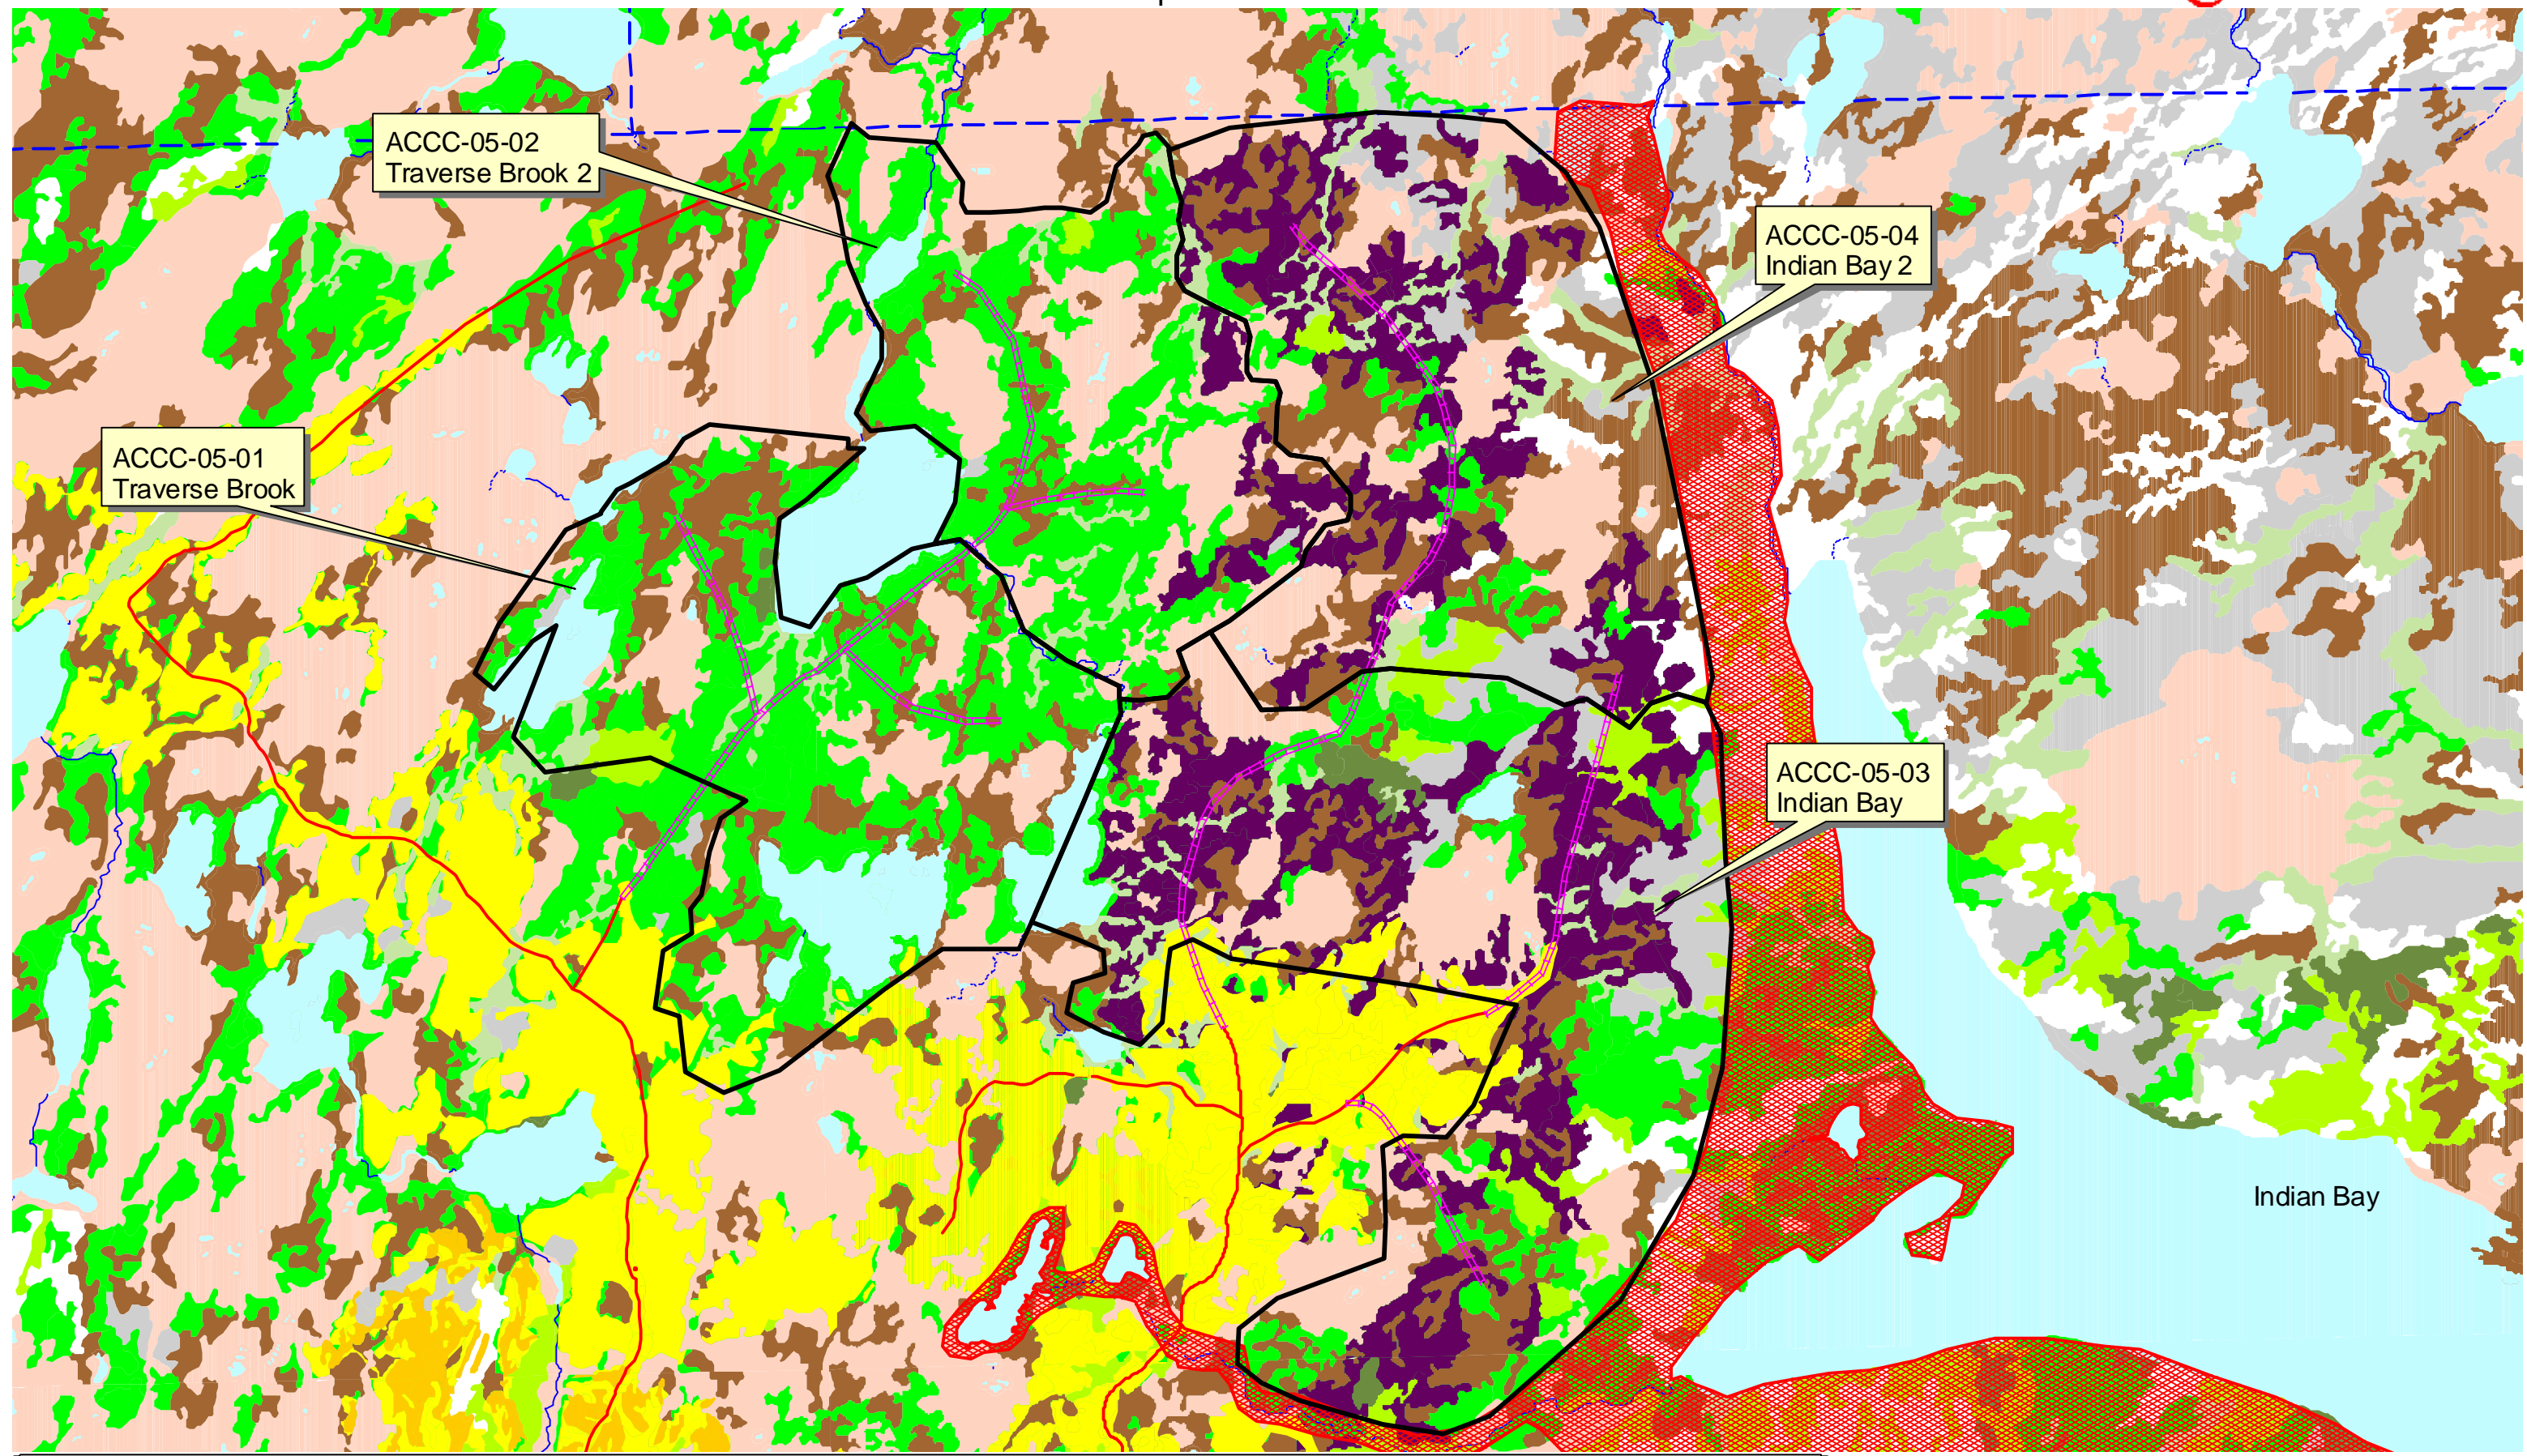 ACCC-05-02
Traverse Brook 2
ACCC-05-04
Indian Bay 2
ACCC-05-01
Traverse Brook
ACCC-05-03
Indian Bay
Indian Bay